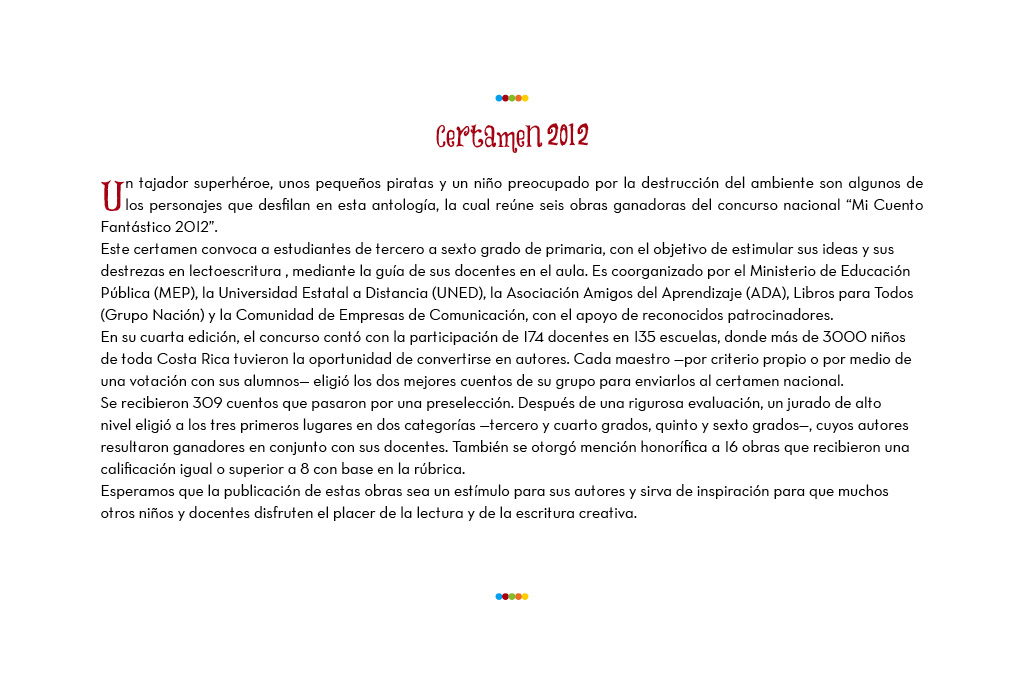 Certamen 2012
Un tajador superhéroe, unos pequeños piratas y un niño preocupado por la destrucción del ambiente son algunos de
los personajes que desfilan en esta antología, la cual reúne seis obras ganadoras del concurso nacional “Mi Cuento
Fantástico 2012”.
Este certamen convoca a estudiantes de tercero a sexto grado de primaria, con el objetivo de estimular sus ideas y sus
destrezas en lectoescritura , mediante la guía de sus docentes en el aula. Es coorganizado por el Ministerio de Educación
Pública (MEP), la Universidad Estatal a Distancia (UNED), la Asociación Amigos del Aprendizaje (ADA), Libros para Todos
(Grupo Nación) y la Comunidad de Empresas de Comunicación, con el apoyo de reconocidos patrocinadores.
En su cuarta edición, el concurso contó con la participación de 174 docentes en 135 escuelas, donde más de 3000 niños
de toda Costa Rica tuvieron la oportunidad de convertirse en autores. Cada maestro —por criterio propio o por medio de
una votación con sus alumnos— eligió los dos mejores cuentos de su grupo para enviarlos al certamen nacional.
Se recibieron 309 cuentos que pasaron por una preselección. Después de una rigurosa evaluación, un jurado de alto
nivel eligió a los tres primeros lugares en dos categorías —tercero y cuarto grados, quinto y sexto grados—, cuyos autores
resultaron ganadores en conjunto con sus docentes. También se otorgó mención honorífica a 16 obras que recibieron una
calificación igual o superior a 8 con base en la rúbrica.
Esperamos que la publicación de estas obras sea un estímulo para sus autores y sirva de inspiración para que muchos
otros niños y docentes disfruten el placer de la lectura y de la escritura creativa.